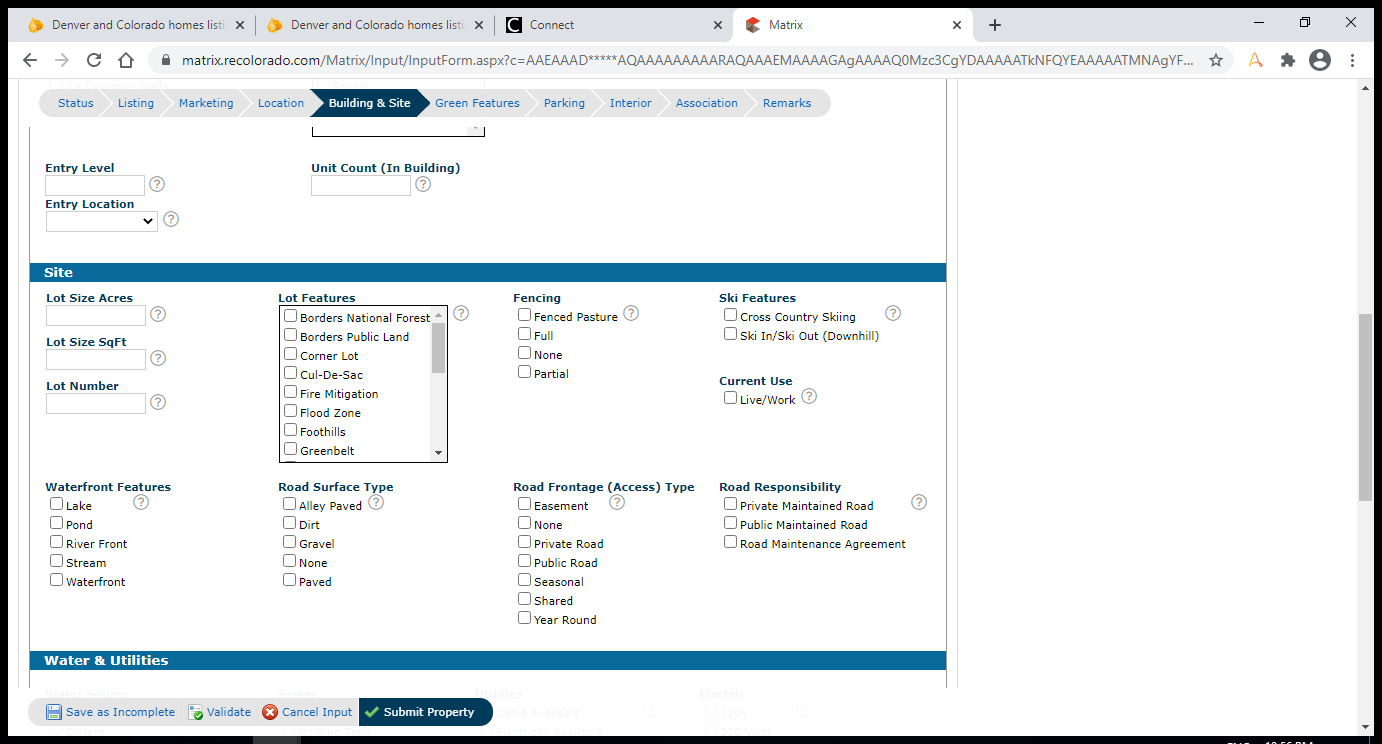 Denver and Colorado homes listi
Denver and Colorado homes listi
Connect
Matrix
matrix.recolorado.com/Matrix/Input/InputForm.aspx?c=AAEAAAD*****AQAAAAAAAAARAQAAAEMAAAAGAgAAAAQ0Mzc3CgYDAAAAATkNFQYEAAAAATMNAgYF...
Status
Listing
Marketing
Location
Building & Site
Green Features
Parking
Interior
Association
Remarks
Entry Level
Unit Count (In Building)
Entry Location
Site
Lot Size Acres
Lot Size SqFt
Lot Number
Lot Features
Borders National Forest
Borders Public Land
Corner Lot
Cul-De-Sac
Fire Mitigation
Flood Zone
Foothills
Greenbelt
Fencing
Fenced Pasture
Full
None
Partial
Ski Features
Cross Country Skiing
Ski In/Ski Out (Downhill)
Current Use
Live/Work
Waterfront Features
Lake
Pond
River Front
Stream
Waterfront
Road Surface Type
Alley Paved
Dirt
Gravel
None
Paved
Road Frontage (Access) Type
Easement
None
Private Road
Public Road
Seasonal
Shared
Year Round
Road Responsibility
Private Maintained Road
Public Maintained Road
Road Maintenance Agreement
Water & Utilities
Water Source
Sewer
Utilities
Electric
Cable Available
110V
Save as Incomplete
Validate
Cancel Input
Submit Property